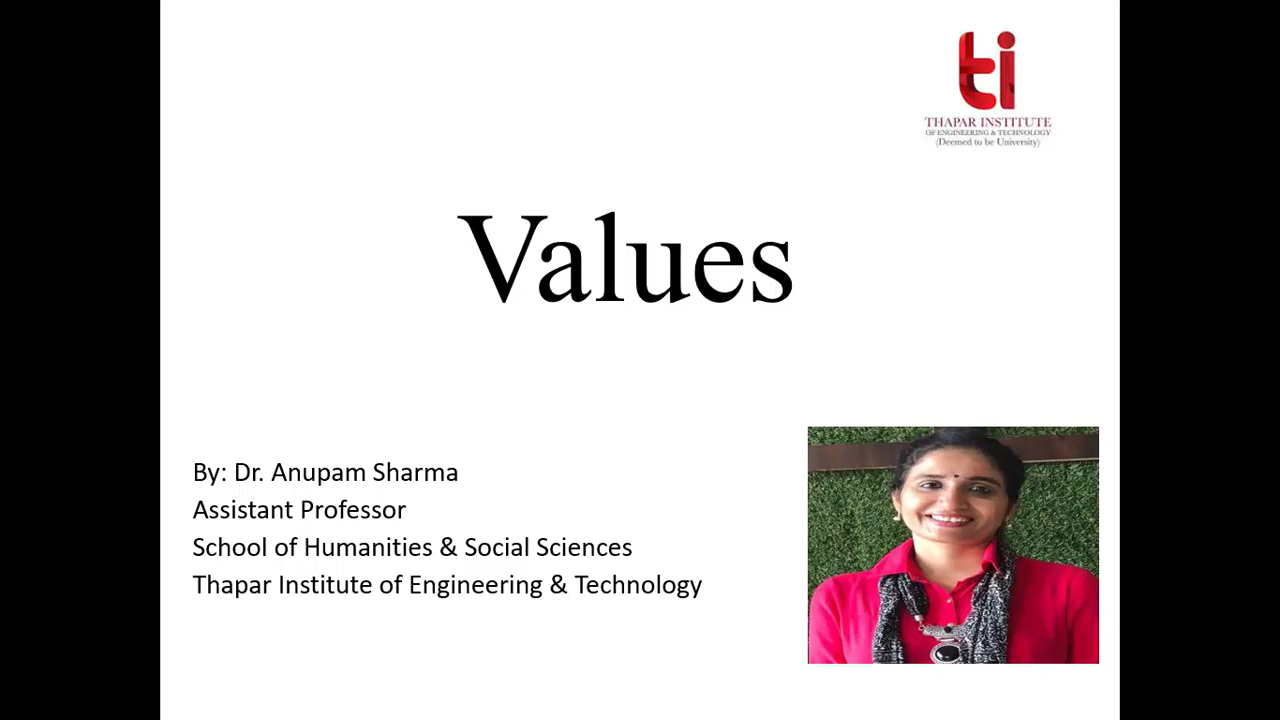 ti
THAPAR INSTITUTE
OF ENGINEERING & TECHNOLOGY
(Deemed to be University)
Values
By: Dr. Anupam Sharma
Assistant Professor
School of Humanities & Social Sciences
Thapar Institute of Engineering & Technology